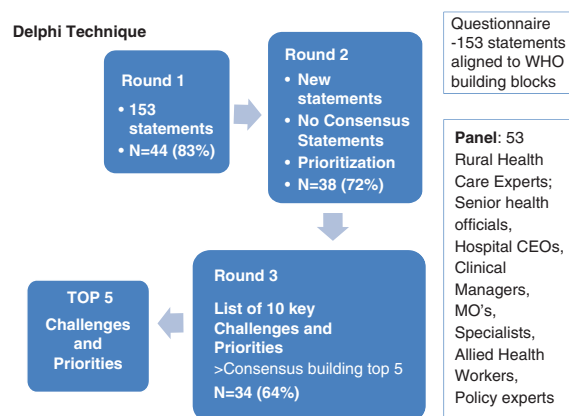 Delphi Technique
Round 1
• 153
statements
• N=44 (83%)
Round 2
• New
statements
• No Consensus
Statements
• Prioritization
• N=38 (72%)
Round 3
List of 10 key
Challenges and
Priorities
>Consensus building top 5
N=34 (64%)
TOP 5
Challenges
and
Priorities
Questionnaire
-153 statements
aligned to WHO
building blocks
Panel: 53
Rural Health
Care Experts;
Senior health
officials,
Hospital CEOs,
Clinical
Managers,
MO's,
Specialists,
Allied Health
Workers,
Policy experts